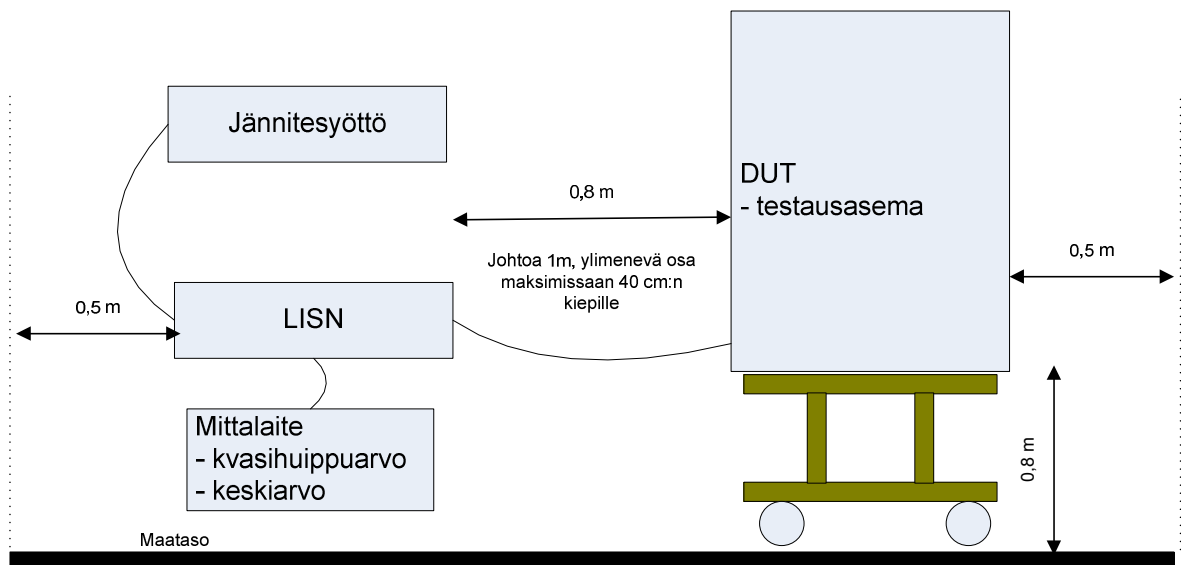 Jännitesyöttö
DUT
- testausasema
0,8 m
Johtoa 1m, ylimenevä osa
maksimissaan 40 cm:n
kiepille
0,5 m
0,5 m
LISN
Mittalaite
- kvasihuippuarvo
- keskiarvo
0,8 m
Maataso